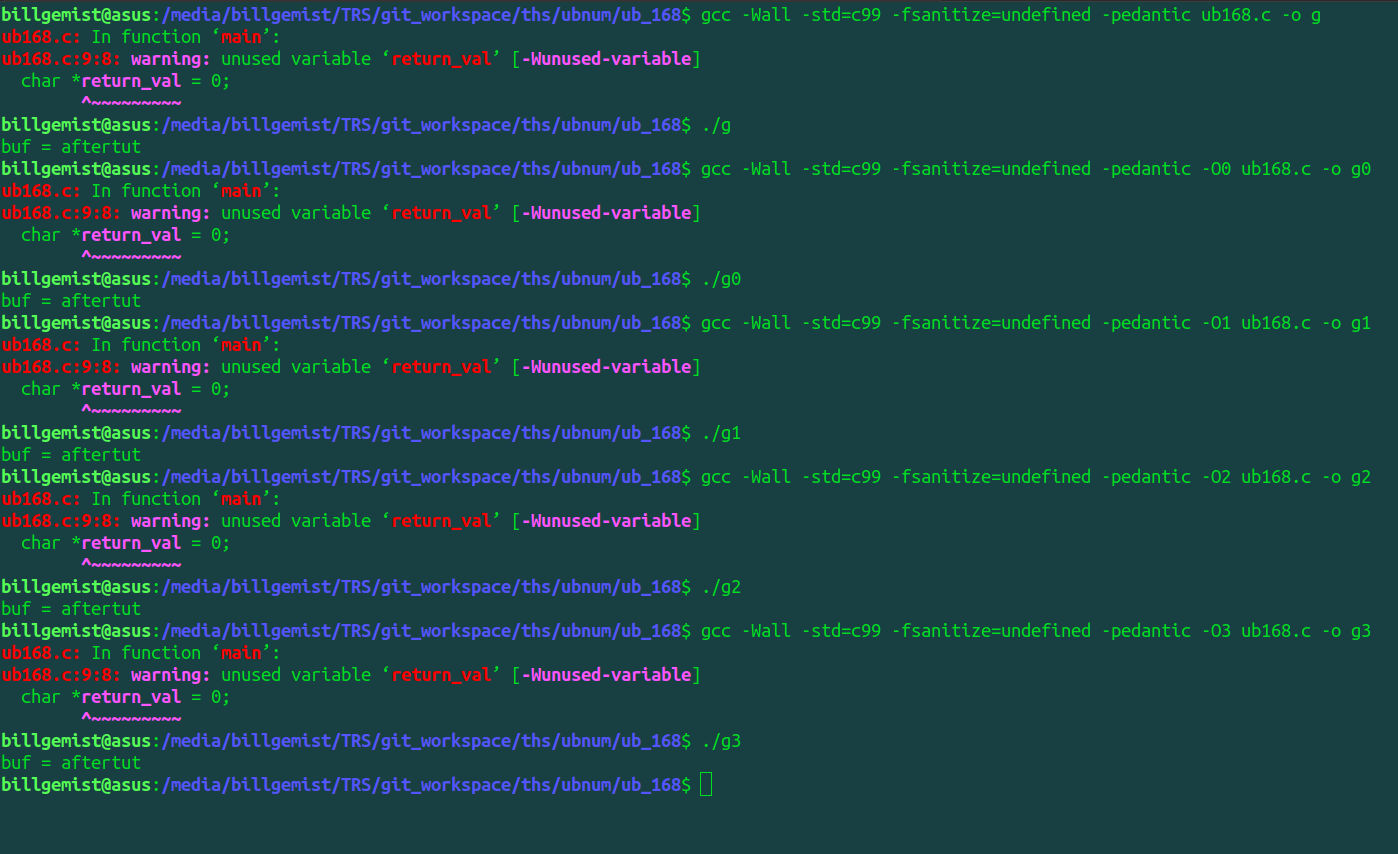 billgemist@asus:/media/billgemist/TRS/git_workspace/ths/ubnum/ub_168$ gcc -Wall -std=c99 -fsanitize=undefined -pedantic ub168.c -o g
ub168.c: In function ‘main’:
ub168.c:9:8: warning: unused variable ‘return_val’ [-Wunused-variable]
  char *return_val = 0;
        ^~~~~~~~~~
billgemist@asus:/media/billgemist/TRS/git_workspace/ths/ubnum/ub_168$ ./g
buf = aftertut
billgemist@asus:/media/billgemist/TRS/git_workspace/ths/ubnum/ub_168$ gcc -Wall -std=c99 -fsanitize=undefined -pedantic -O0 ub168.c -o g0
ub168.c: In function ‘main’:
ub168.c:9:8: warning: unused variable ‘return_val’ [-Wunused-variable]
  char *return_val = 0;
        ^~~~~~~~~~
billgemist@asus:/media/billgemist/TRS/git_workspace/ths/ubnum/ub_168$ ./g0
buf = aftertut
billgemist@asus:/media/billgemist/TRS/git_workspace/ths/ubnum/ub_168$ gcc -Wall -std=c99 -fsanitize=undefined -pedantic -O1 ub168.c -o g1
ub168.c: In function ‘main’:
ub168.c:9:8: warning: unused variable ‘return_val’ [-Wunused-variable]
  char *return_val = 0;
        ^~~~~~~~~~
billgemist@asus:/media/billgemist/TRS/git_workspace/ths/ubnum/ub_168$ ./g1
buf = aftertut
billgemist@asus:/media/billgemist/TRS/git_workspace/ths/ubnum/ub_168$ gcc -Wall -std=c99 -fsanitize=undefined -pedantic -O2 ub168.c -o g2
ub168.c: In function ‘main’:
ub168.c:9:8: warning: unused variable ‘return_val’ [-Wunused-variable]
  char *return_val = 0;
        ^~~~~~~~~~
billgemist@asus:/media/billgemist/TRS/git_workspace/ths/ubnum/ub_168$ ./g2
buf = aftertut
billgemist@asus:/media/billgemist/TRS/git_workspace/ths/ubnum/ub_168$ gcc -Wall -std=c99 -fsanitize=undefined -pedantic -O3 ub168.c -o g3
ub168.c: In function ‘main’:
ub168.c:9:8: warning: unused variable ‘return_val’ [-Wunused-variable]
  char *return_val = 0;
        ^~~~~~~~~~
billgemist@asus:/media/billgemist/TRS/git_workspace/ths/ubnum/ub_168$ ./g3
buf = aftertut
billgemist@asus:/media/billgemist/TRS/git_workspace/ths/ubnum/ub_168$